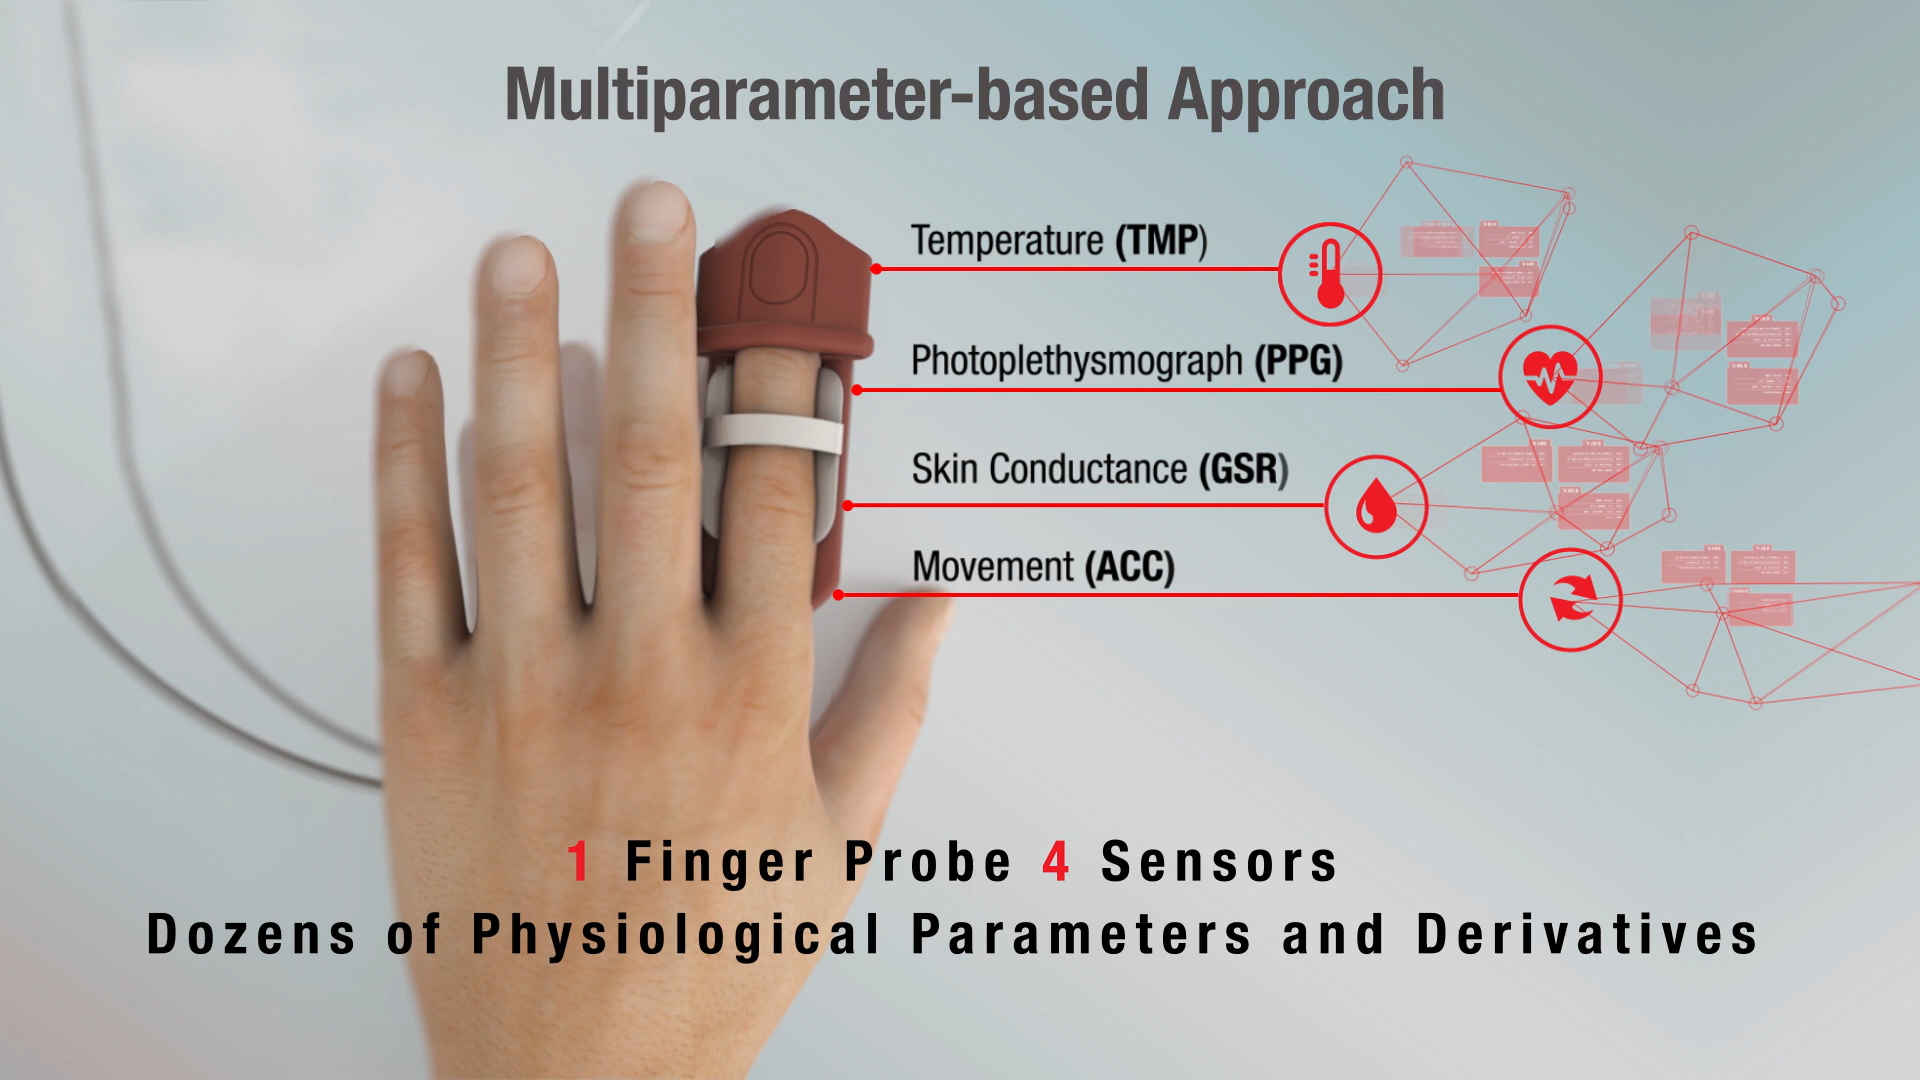 Multiparameter-based Approach
Temperature (TMP)
Photoplethysmograph (PPG)
Skin Conductance (GSR)
Movement (ACC)
1 Finger Probe 4 Sensors
Dozens of Physiological Parameters and Derivatives